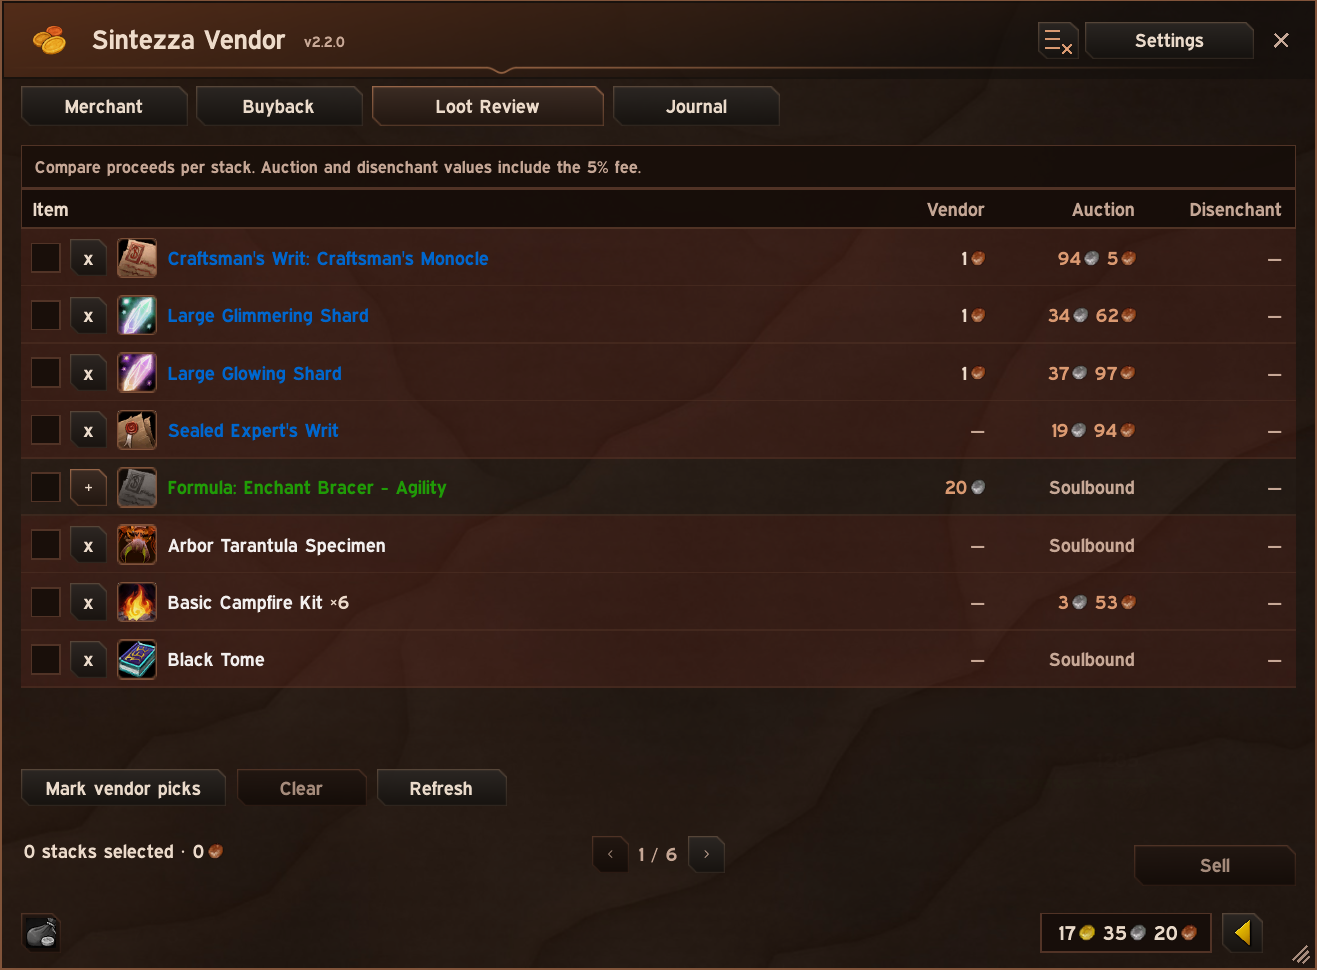 Sintezza Vendor v2.2.0
Settings
Merchant Buyback Loot Review Journal
Compare proceeds per stack. Auction and disenchant values include the 5% fee.
Item Vendor Auction Disenchant
x Craftsman's Writ: Craftsman's Monocle 1 94 5 —
x Large Glimmering Shard 1 34 62 —
x Large Glowing Shard 1 37 97 —
x Sealed Expert's Writ — 19 94 —
+ Formula: Enchant Bracer - Agility 20 Soulbound —
x Arbor Tarantula Specimen — Soulbound —
x Basic Campfire Kit ×6 — 3 53 —
x Black Tome — Soulbound —
Mark vendor picks Clear Refresh
0 stacks selected · 0 ‹ 1 / 6 ›
Sell
17 35 20